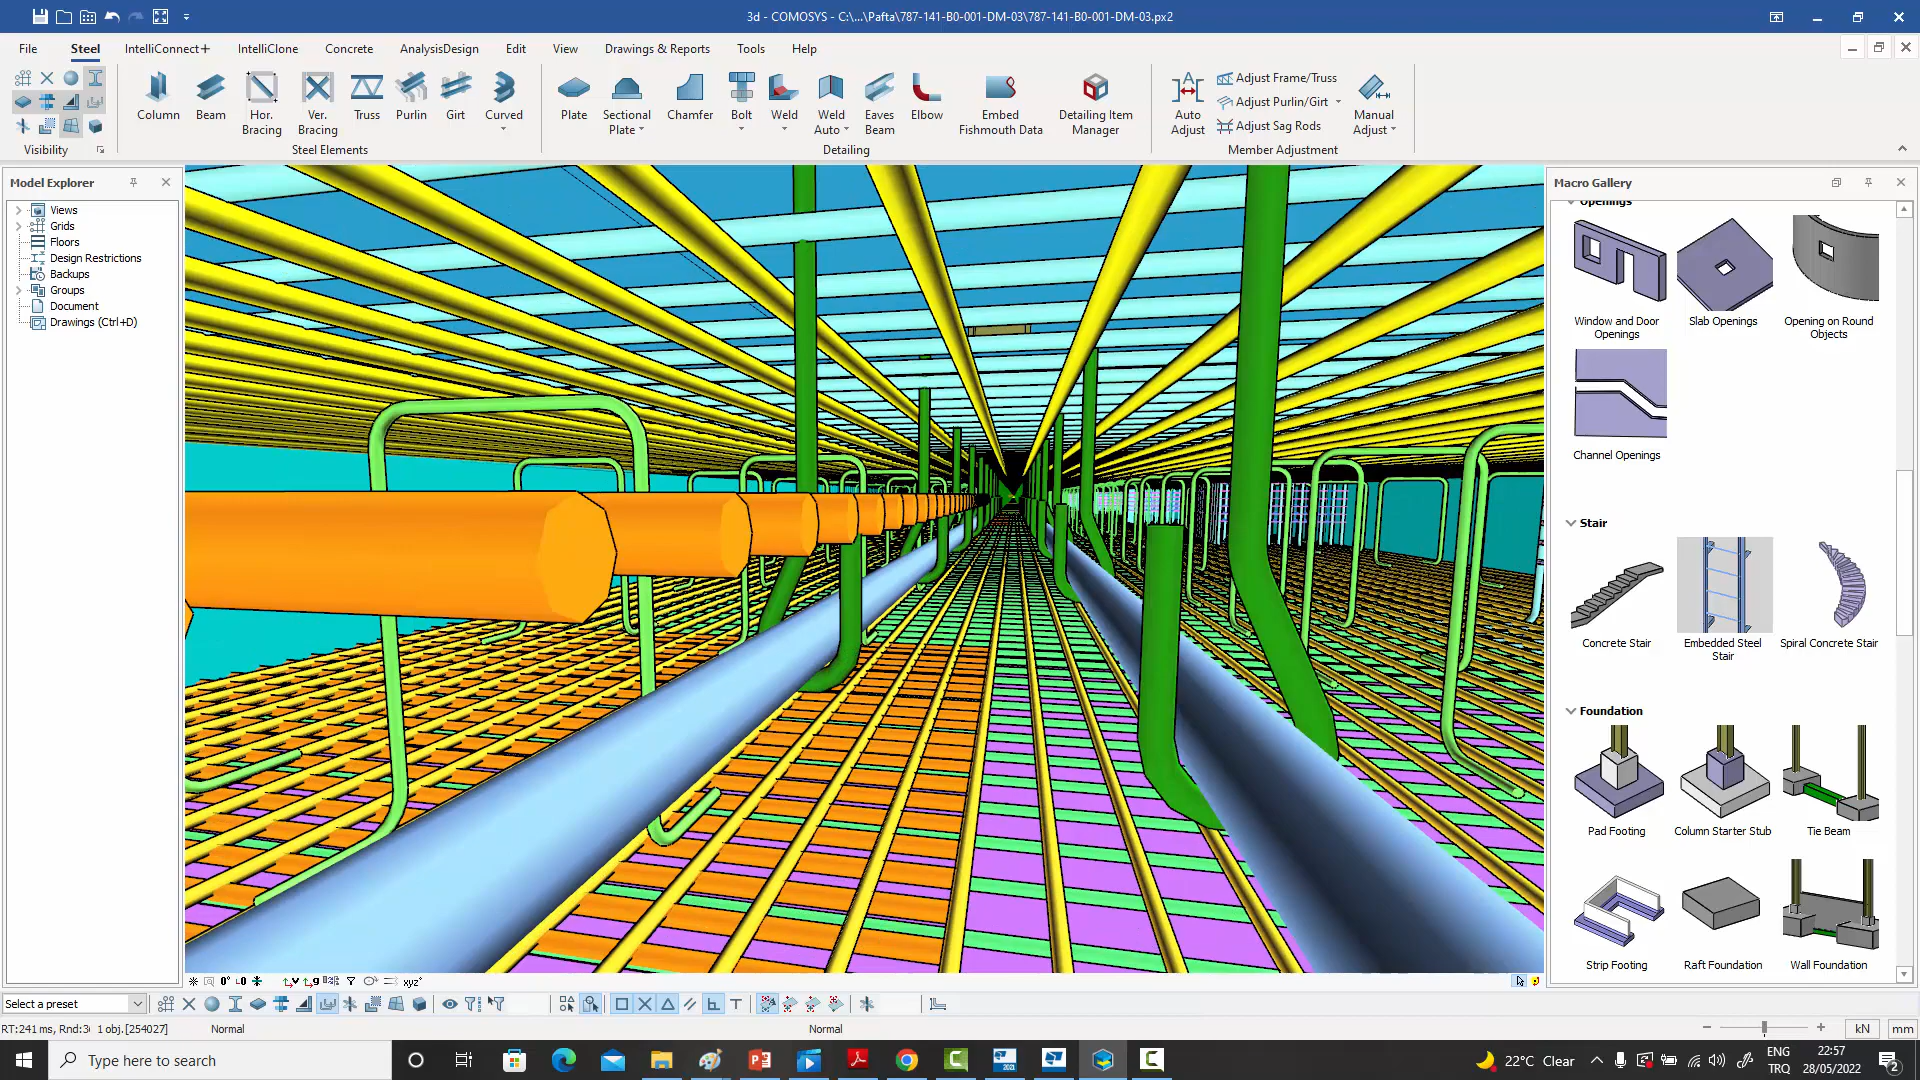 3d - COMOSYS - C:\...\Pafta\787-141-B0-001-DM-03\787-141-B0-001-DM-03.px2
File Steel IntelliConnect+ IntelliClone Concrete AnalysisDesign Edit View Drawings & Reports Tools Help
Column Beam Hor. Bracing Ver. Bracing Truss Purlin Girt Curved
Plate Sectional Plate Chamfer Bolt Weld Weld Auto Eaves Beam Elbow Embed Fishmouth Data Detailing Item Manager
Auto Adjust
Adjust Frame/Truss
Adjust Purlin/Girt
Adjust Sag Rods
Manual Adjust
Visibility Steel Elements Detailing Member Adjustment
Model Explorer
Views
Grids
Floors
Design Restrictions
Backups
Groups
Document
Drawings (Ctrl+D)
Macro Gallery
Openings
Window and Door Openings
Slab Openings
Opening on Round Objects
Channel Openings
Stair
Concrete Stair
Embedded Steel Stair
Spiral Concrete Stair
Foundation
Pad Footing
Column Starter Stub
Tie Beam
Strip Footing
Raft Foundation
Wall Foundation
xyz
Select a preset
1 obj.[254027]
Normal
Normal
kN
mm
Type here to search
22°C Clear
ENG
TRQ
22:57
28/05/2022
2